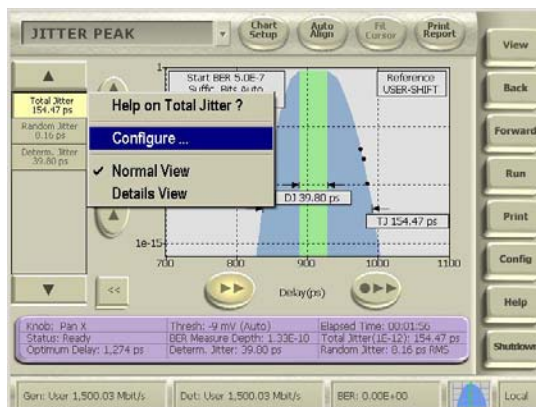 JITTER PEAK
Chart Setup
Auto Align
Fit Cursor
Print Report
View
Back
Forward
Run
Print
Config
Help
Shutdown
Total Jitter
154.47 ps
Random Jitter
8.16 ps
Determ. Jitter
39.80 ps
Help on Total Jitter ?
Configure ...
Normal View
Details View
1
Start BER 5.0E-7
Suffic. Bits Auto
Reference
USER-SHIFT
DJ 39.80 ps
TJ 154.47 ps
1e-15
700 800 900 1000 1100
<<
Delay(ps)
Knob: Pan X
Status: Ready
Optimum Delay: 1,274 ps
Thresh: -9 mV (Auto)
BER Measure Depth: 1.33E-10
Determ. Jitter: 39.80 ps
Elapsed Time: 00:01:56
Total Jitter(1E-12): 154.47 ps
Random Jitter: 8.16 ps RMS
Gen: User 1,500.03 Mbit/s
Det: User 1,500.03 Mbit/s
BER: 0.00E+00
Local